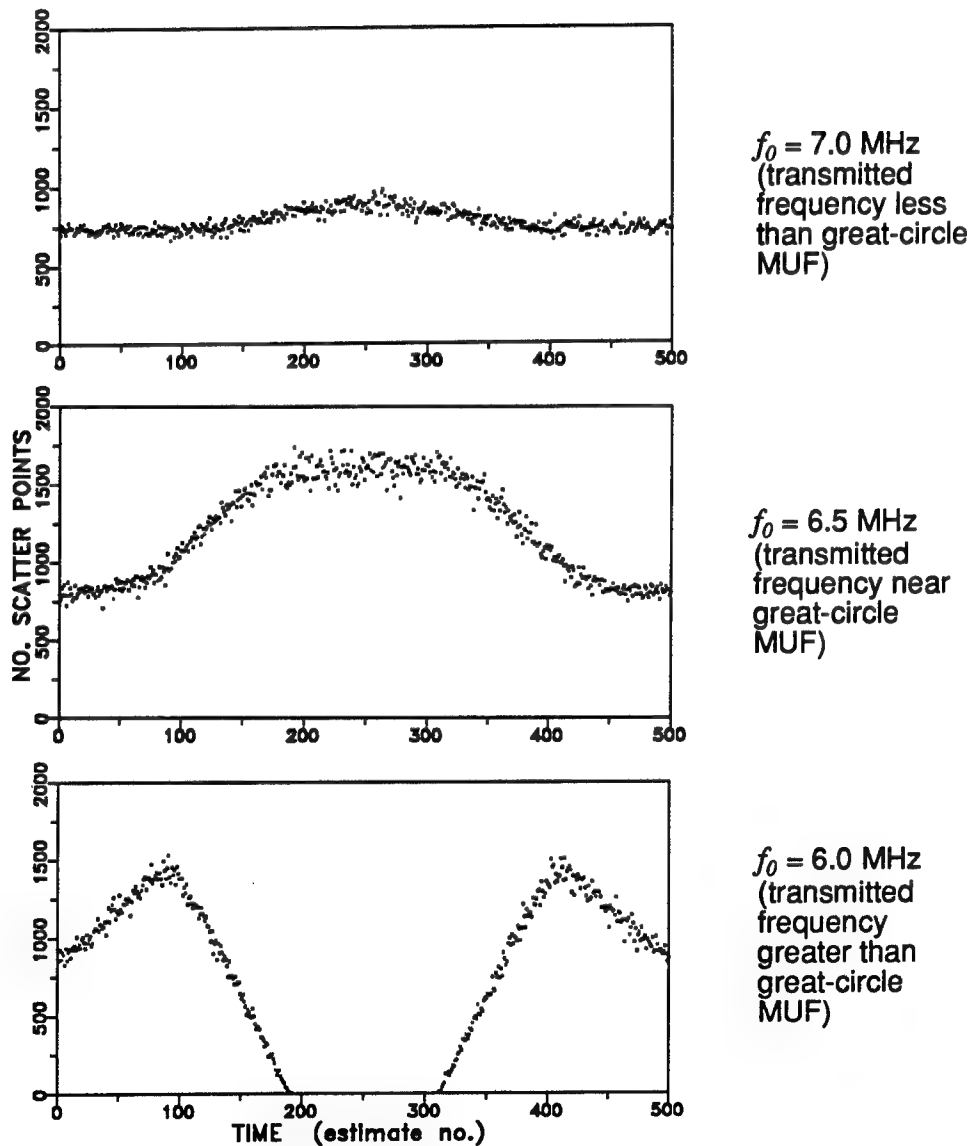 2000
1500
1000
500
0
0 100 200 300 400 500
f0 = 7.0 MHz
(transmitted
frequency less
than great-circle
MUF)
NO. SCATTER POINTS
2000
1500
1000
500
0
0 100 200 300 400 500
f0 = 6.5 MHz
(transmitted
frequency near
great-circle
MUF)
2000
1500
1000
500
0
0 100 200 300 400 500
TIME (estimate no.)
f0 = 6.0 MHz
(transmitted
frequency
greater than
great-circle
MUF)